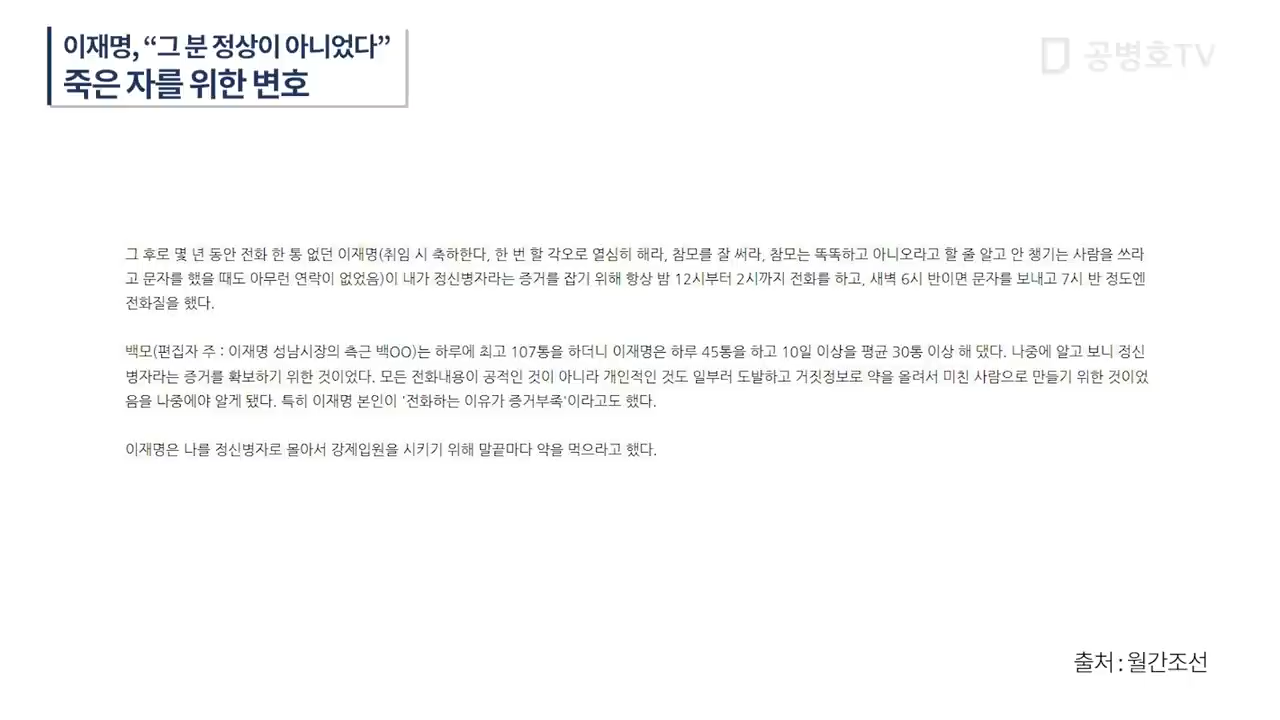 이재명, “그 분 정상이 아니었다”
죽은 자를 위한 변호
공병호TV
그 후로 몇 년 동안 전화 한 통 없던 이재명(취임 시 축하한다, 한 번 할 각오로 열심히 해라, 참모를 잘 써라, 참모는 똑똑하고 아니오라고 할 줄 알고 안 챙기는 사람을 쓰라
고 문자를 했을 때도 아무런 연락이 없었음)이 내가 정신병자라는 증거를 잡기 위해 항상 밤 12시부터 2시까지 전화를 하고, 새벽 6시 반이면 문자를 보내고 7시 반 정도엔
전화질을 했다.
백모(편집자 주 : 이재명 성남시장의 측근 백OO)는 하루에 최고 107통을 하더니 이재명은 하루 45통을 하고 10일 이상을 평균 30통 이상 해 댔다. 나중에 알고 보니 정신
병자라는 증거를 확보하기 위한 것이었다. 모든 전화내용이 공적인 것이 아니라 개인적인 것도 일부러 도발하고 거짓정보로 약을 올려서 미친 사람으로 만들기 위한 것이었
음을 나중에야 알게 됐다. 특히 이재명 본인이 '전화하는 이유가 증거부족'이라고도 했다.
이재명은 나를 정신병자로 몰아서 강제입원을 시키기 위해 말끝마다 약을 먹으라고 했다.
출처 : 월간조선